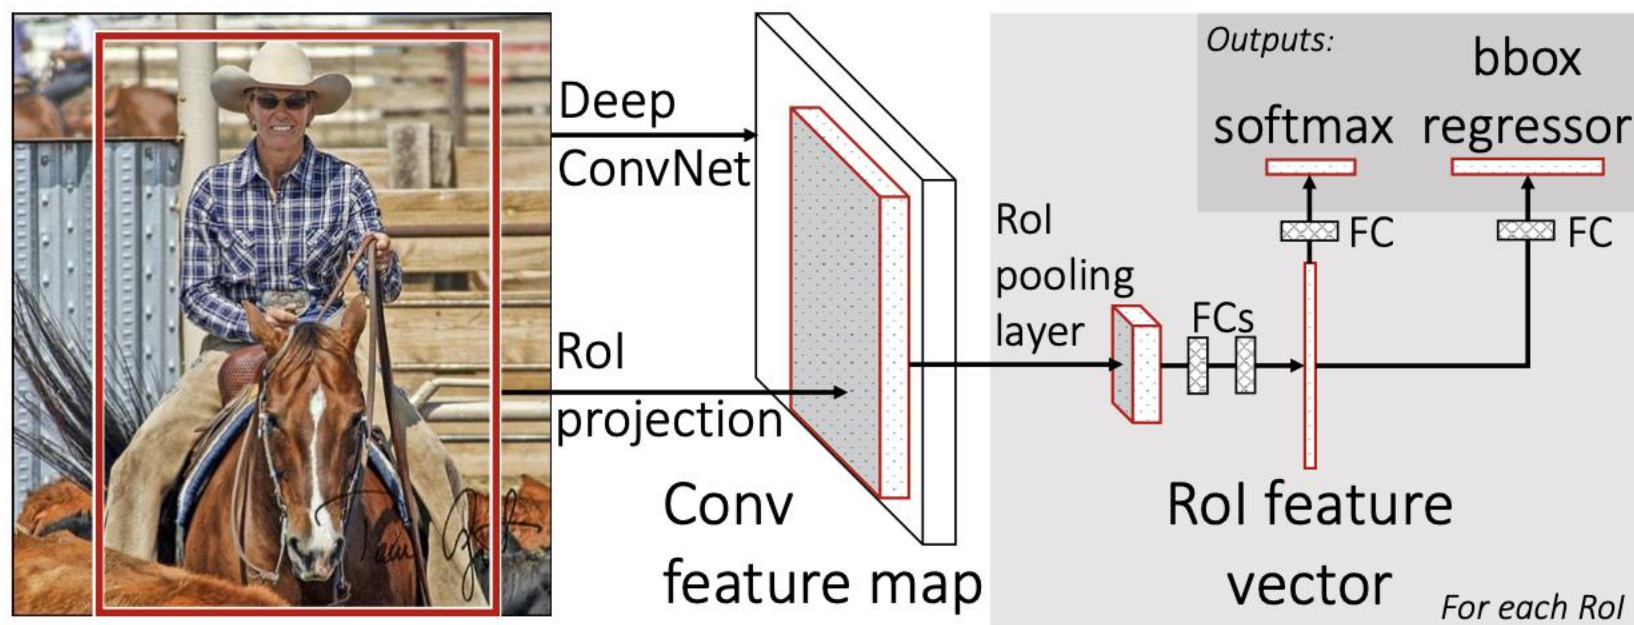 Deep
ConvNet
RoI
projection
Conv
feature map
RoI
pooling
layer
FCs
Outputs:
softmax
bbox
regressor
FC
FC
RoI feature
vector
For each RoI